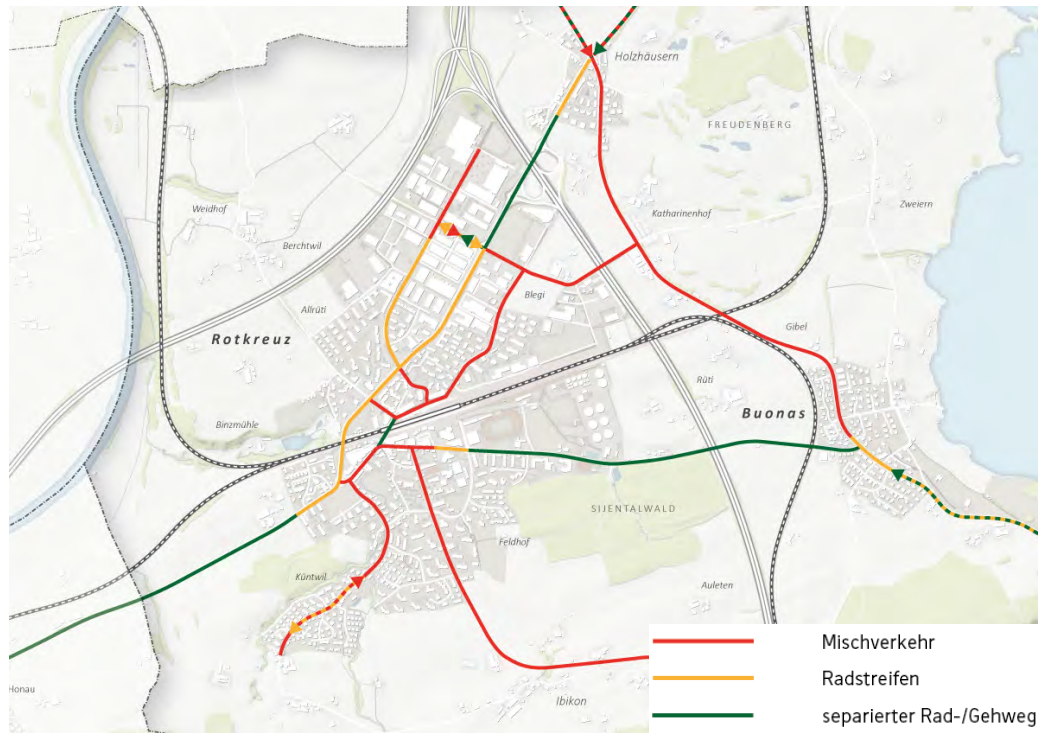 Holzhäusern
FREUDENBERG
Weidhof
Katharinenhof
Zweiern
Berchtwil
Allrüti
Blegi
Rotkreuz
Gibel
Rüti
Buonas
Binzmühle
SIJENTALWALD
Feldhof
Küntwil
Auleten
Mischverkehr
Radstreifen
Honau
Ibikon
separierter Rad-/Gehweg